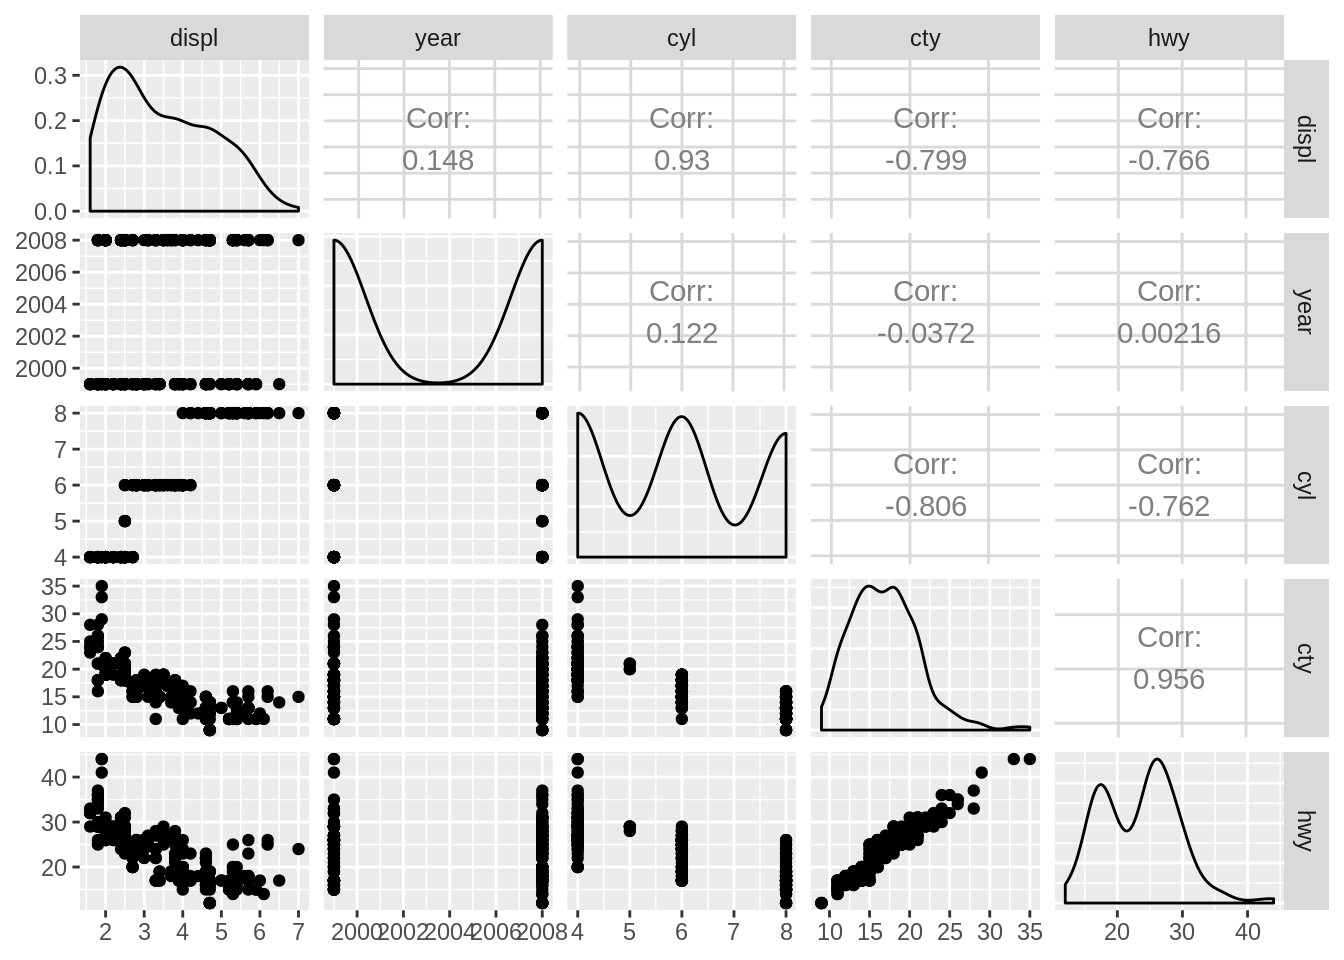 displ year cyl cty hwy
0.3
0.2
0.1
0.0
Corr:
0.148
Corr:
0.93
Corr:
-0.799
Corr:
-0.766
displ
2008
2006
2004
2002
2000
Corr:
0.122
Corr:
-0.0372
Corr:
0.00216
year
8
7
6
5
4
Corr:
-0.806
Corr:
-0.762
cyl
35
30
25
20
15
10
Corr:
0.956
cty
40
30
20
hwy
2 3 4 5 6 7 2000 2002 2004 2006 2008 4 5 6 7 8 10 15 20 25 30 35 20 30 40